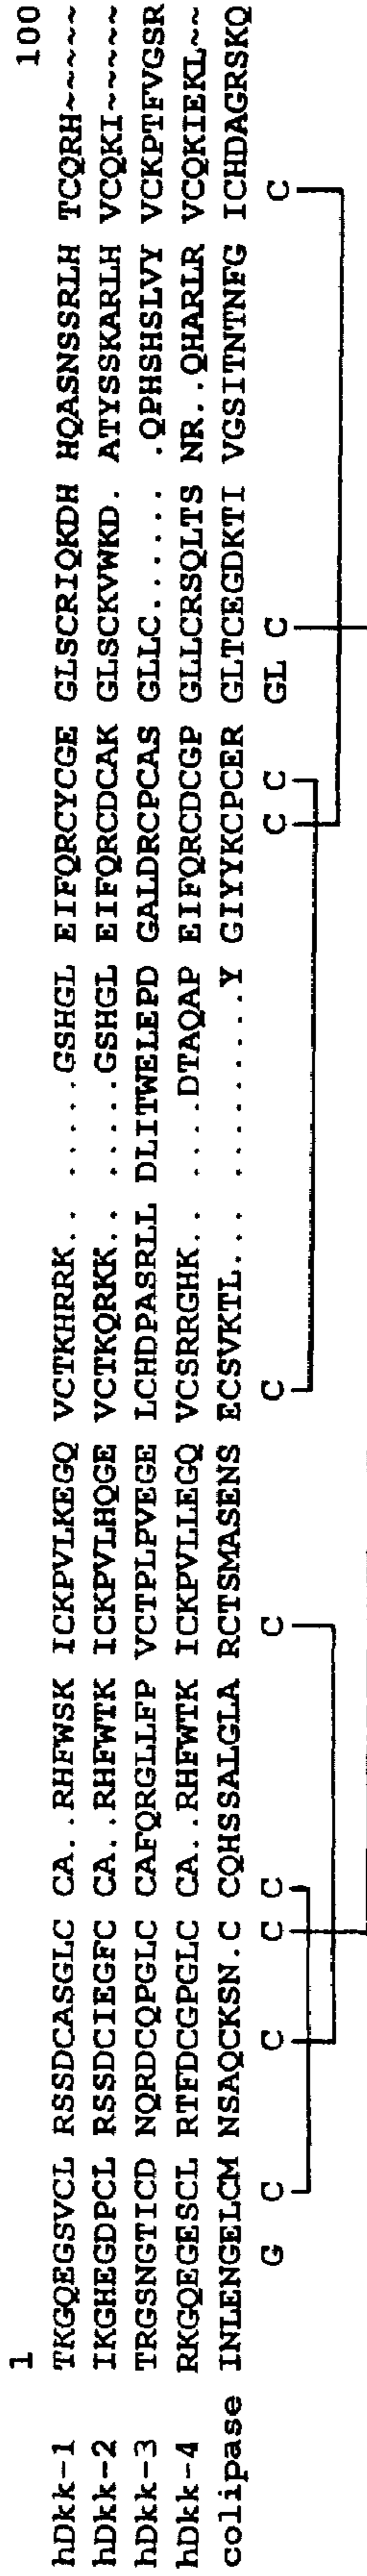 1 100
hDkk-1 TKGQEGSVCL RSSDCASGLC CA..RHFWSK ICKPVLKEGQ VCTKHRRK.. .....GSHGL EIFQRCYCGE GLSCRIQKDH HQASNSSRLH TCQRH~~~~~
hDkk-2 IKGHEGDPCL RSSDCIEGFC CA..RHFWTK ICKPVLHQGE VCTKQRKK.. .....GSHGL EIFQRCDCAK GLSCKVWKD. ATYSSKARLH VCQKI~~~~~
hDkk-3 TRGSNGTICD NQRDCQPGLC CAFQRGLLFP VCTPLPVEGE LCHDPASRLL DLITWELEPD GALDRCPCAS GLLC...... .QPHSHSLVY VCKPTFVGSR
hDkk-4 RKGQEGESCL RTFDCGPGLC CA..RHFWTK ICKPVLLEGQ VCSRRGHK.. ....DTAQAP EIFQRCDCGP GLLCRSQLTS NR..QHARLR VCQKIEKL~~
colipase INLENGELCM NSAQCKSN.C CQHSSALGLA RCTSMASENS ECSVKTL... .........Y GIYYKCPCER GLTCEGDKTI VGSITNTNFG ICHDAGRSKQ
G C C C C C C C C GL C C